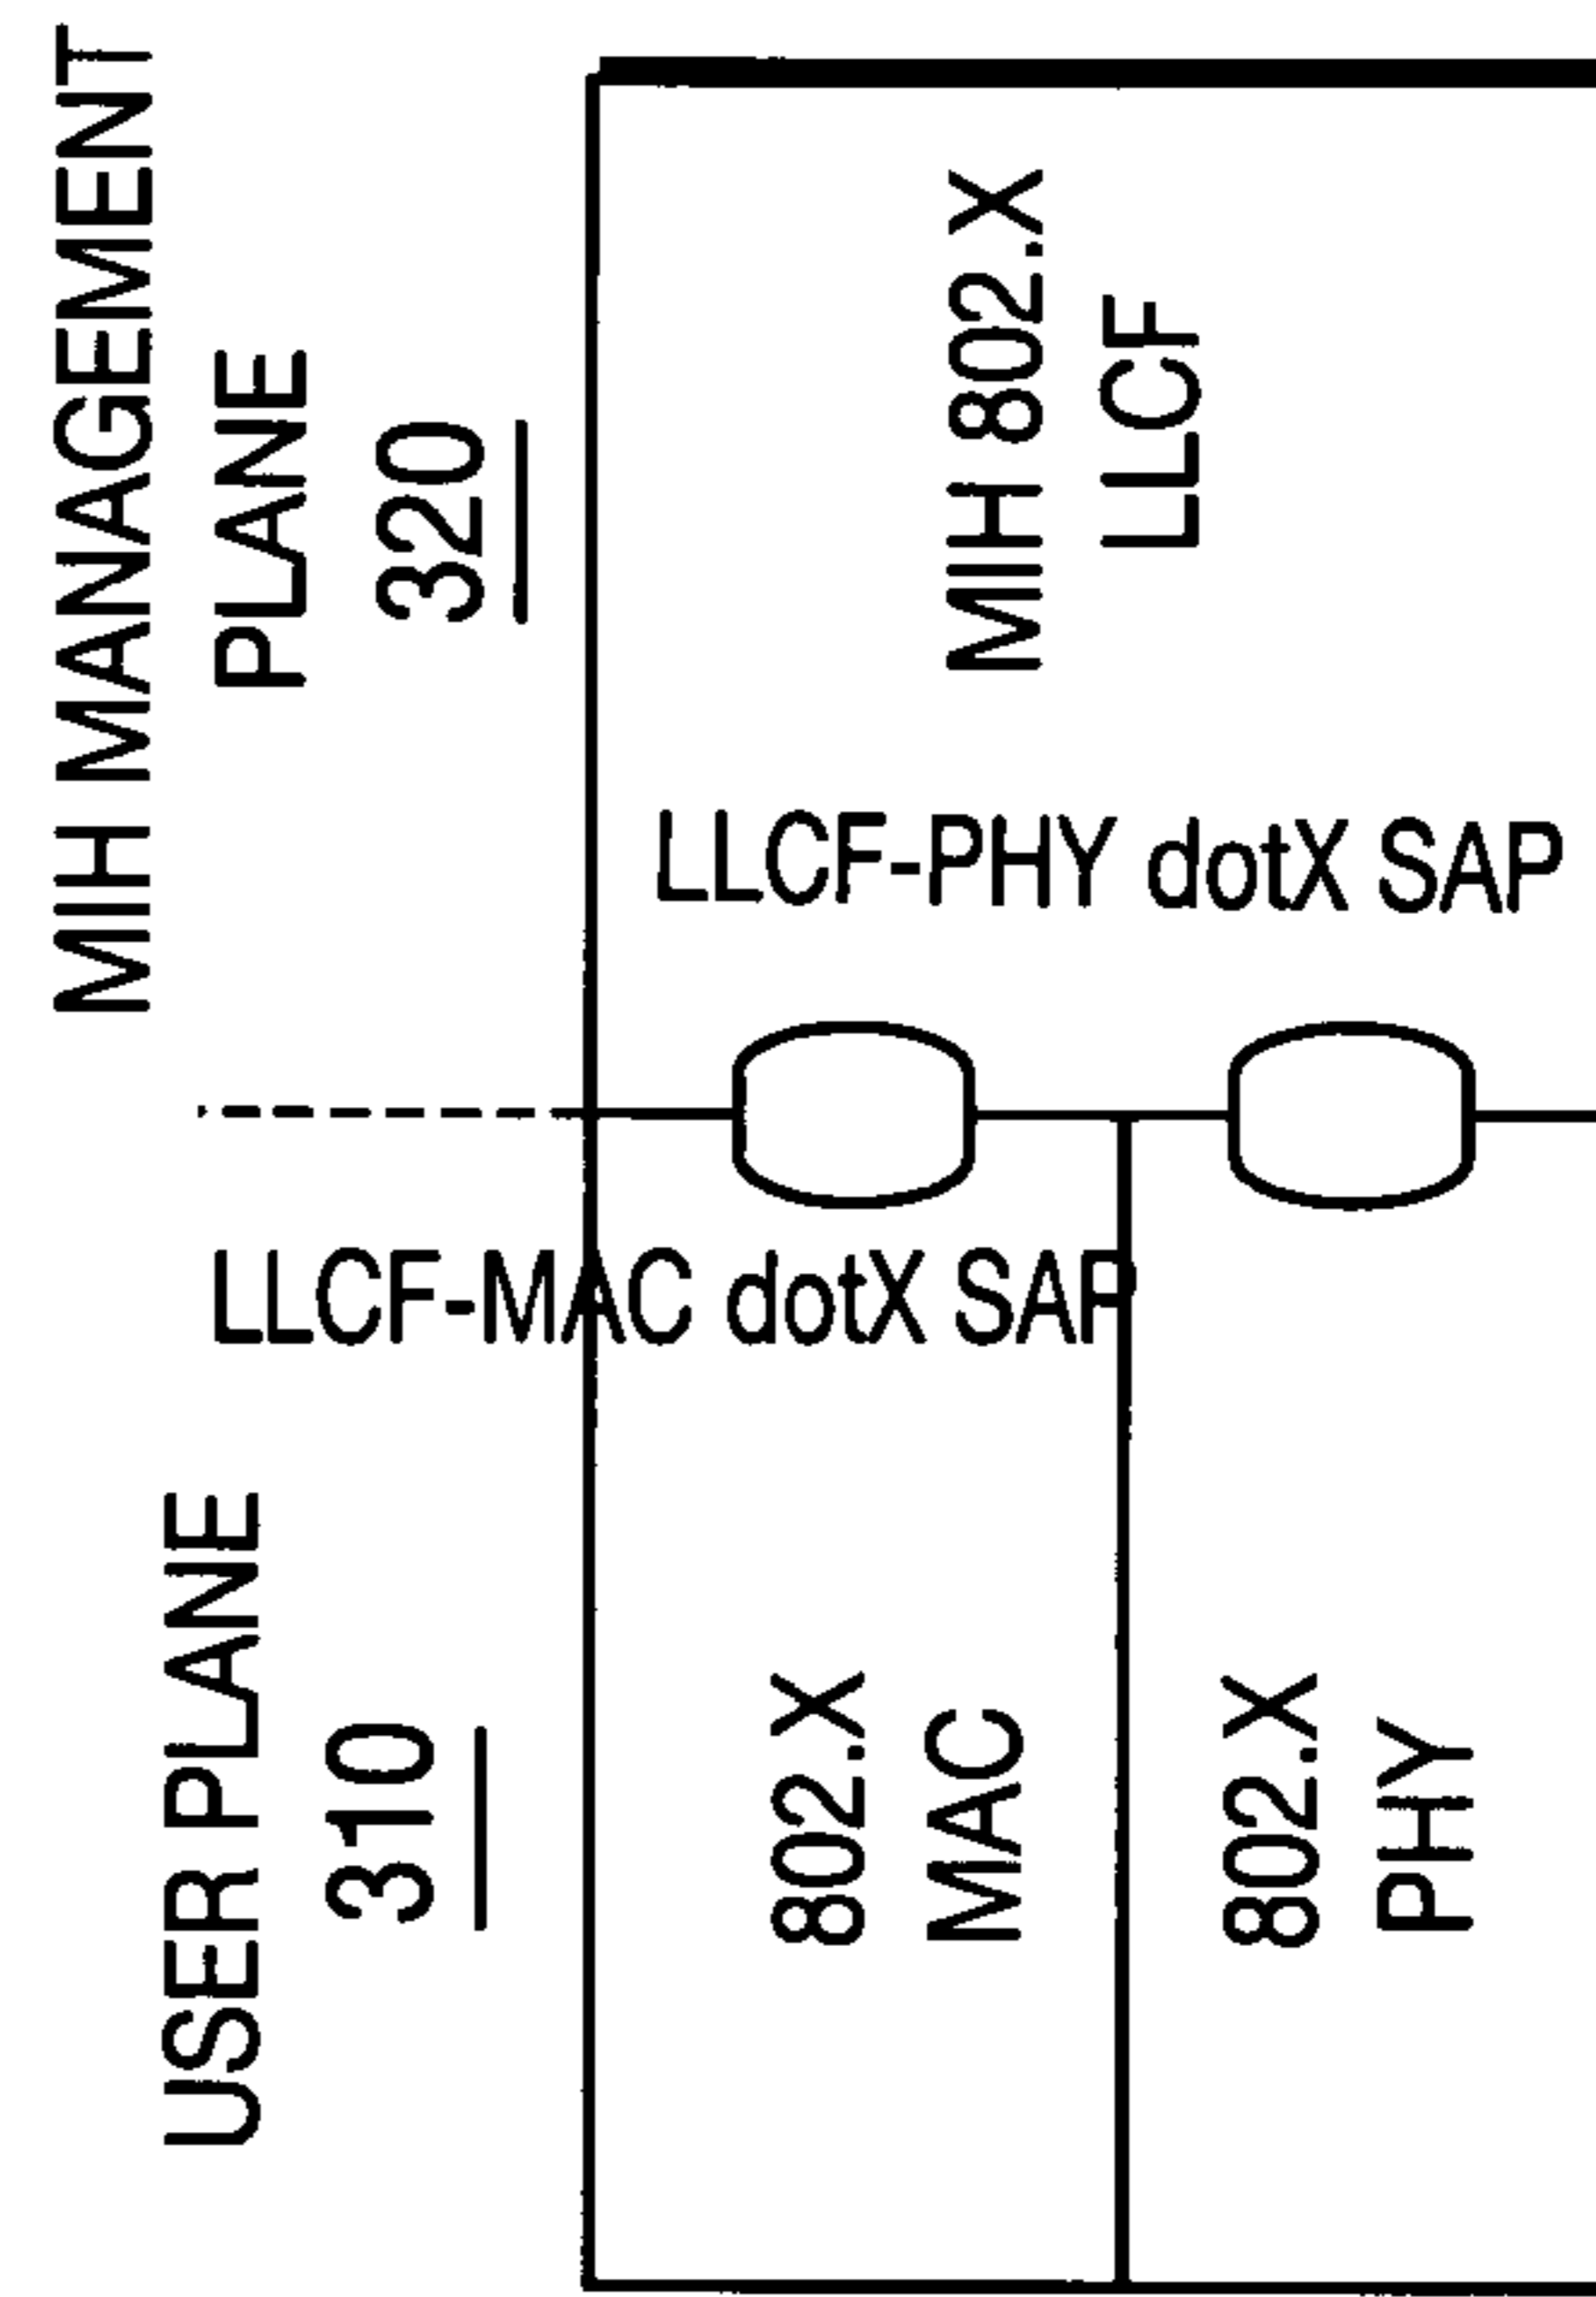 MIH MANAGEMENT
PLANE
320
MIH 802.X
LLCF
LLCF-PHY dotX SAP
LLCF-MAC dotX SAP
USER PLANE
310
802.X
MAC
802.X
PHY